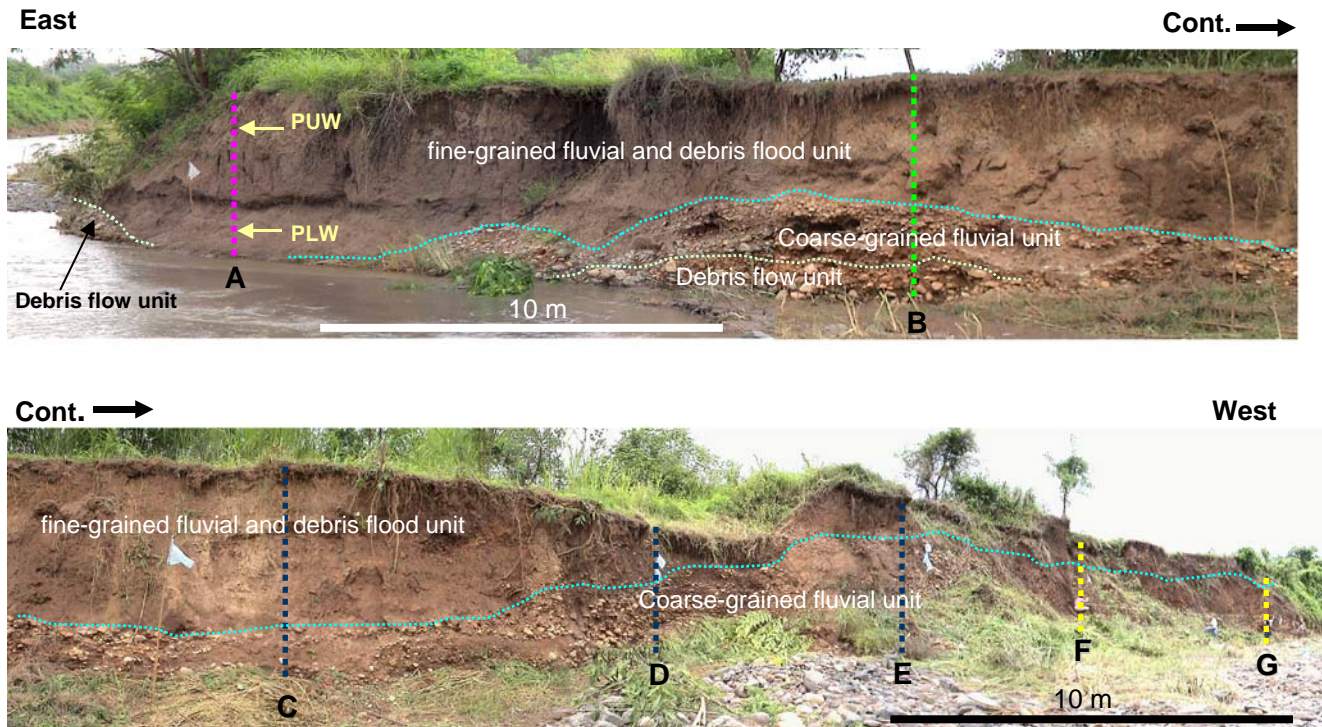 East
Cont.
PUW
fine-grained fluvial and debris flood unit
PLW
Coarse-grained fluvial unit
Debris flow unit
Debris flow unit
A
10 m
B
Cont.
West
fine-grained fluvial and debris flood unit
Coarse-grained fluvial unit
C
D
E
F
G
10 m